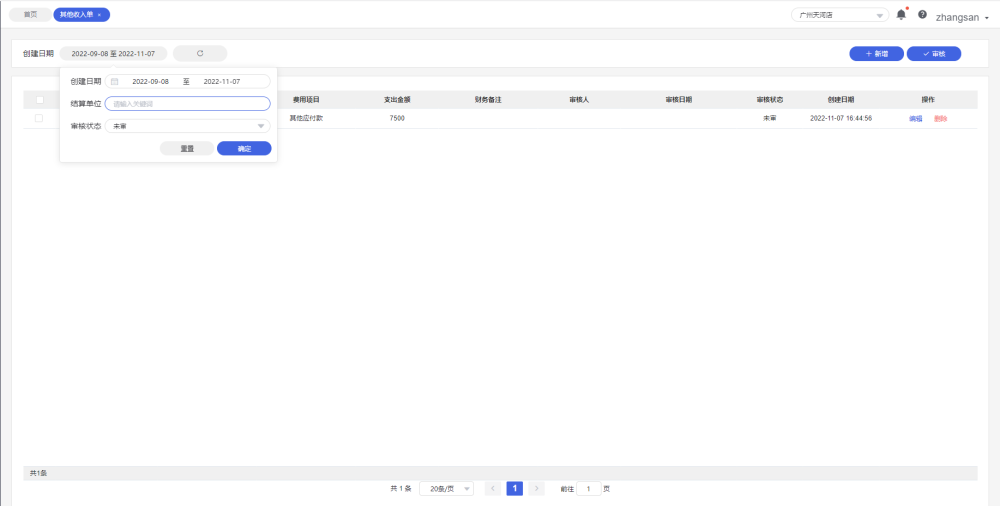 首页 其他收入单 × 广州天河店 zhangsan
创建日期 2022-09-08 至 2022-11-07 + 新增 审核
创建日期 2022-09-08 至 2022-11-07
结算单位 请输入关键词
审核状态 未审
重置 确定
费用项目 支出金额 财务备注 审核人 审核日期 审核状态 创建日期 操作
其他应付款 7500 未审 2022-11-07 16:44:56 编辑 删除
共1条
共 1 条 20条/页 < 1 > 前往 1 页